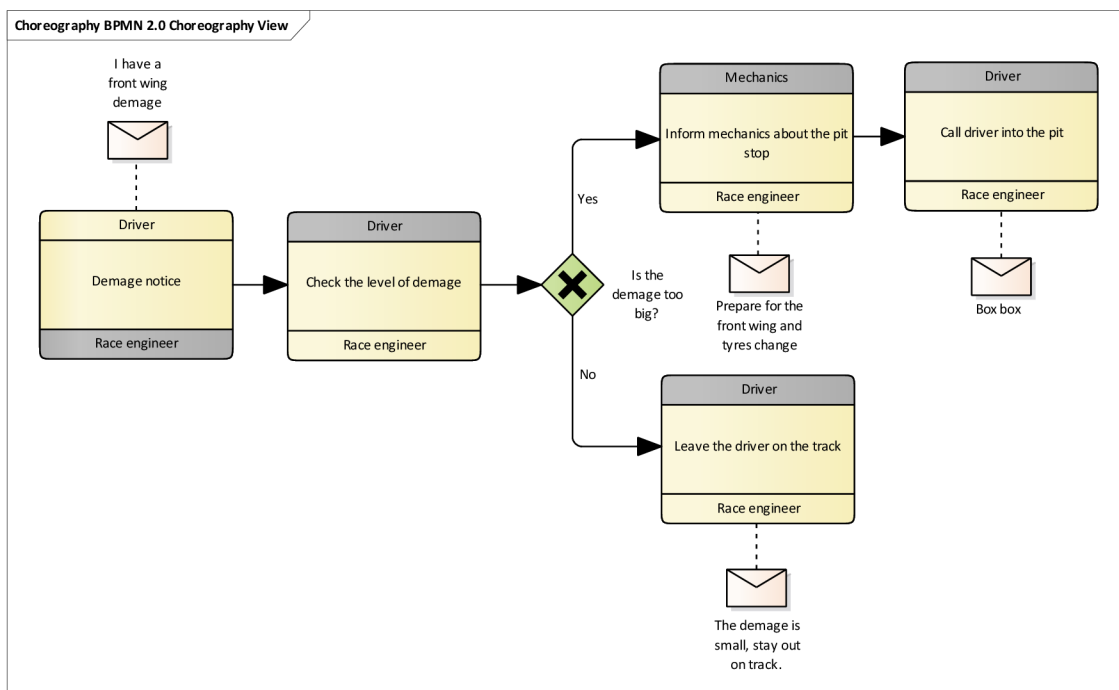 Choreography BPMN 2.0 Choreography View
I have a
front wing
demage
Driver
Demage notice
Race engineer
Driver
Check the level of demage
Race engineer
Is the
demage too
big?
Yes
Mechanics
Inform mechanics about the pit
stop
Race engineer
Prepare for the
front wing and
tyres change
Driver
Call driver into the pit
Race engineer
Box box
No
Driver
Leave the driver on the track
Race engineer
The demage is
small, stay out
on track.